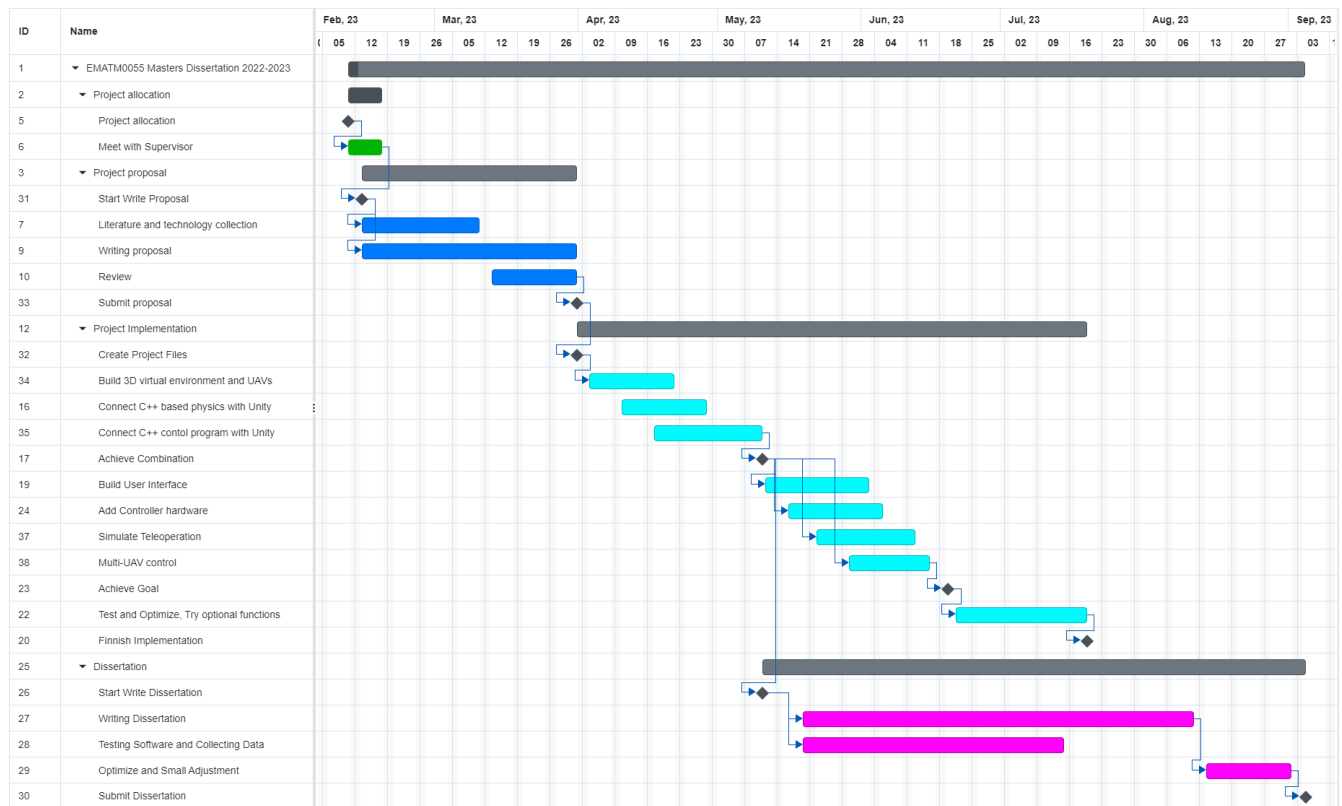 ID Name Feb, 23 Mar, 23 Apr, 23 May, 23 Jun, 23 Jul, 23 Aug, 23 Sep, 23
05 12 19 26 05 12 19 26 02 09 16 23 30 07 14 21 28 04 11 18 25 02 09 16 23 30 06 13 20 27 03
1 EMATM0055 Masters Dissertation 2022-2023
2 Project allocation
5 Project allocation
6 Meet with Supervisor
3 Project proposal
31 Start Write Proposal
7 Literature and technology collection
9 Writing proposal
10 Review
33 Submit proposal
12 Project Implementation
32 Create Project Files
34 Build 3D virtual environment and UAVs
16 Connect C++ based physics with Unity
35 Connect C++ contol program with Unity
17 Achieve Combination
19 Build User Interface
24 Add Controller hardware
37 Simulate Teleoperation
38 Multi-UAV control
23 Achieve Goal
22 Test and Optimize, Try optional functions
20 Finnish Implementation
25 Dissertation
26 Start Write Dissertation
27 Writing Dissertation
28 Testing Software and Collecting Data
29 Optimize and Small Adjustment
30 Submit Dissertation